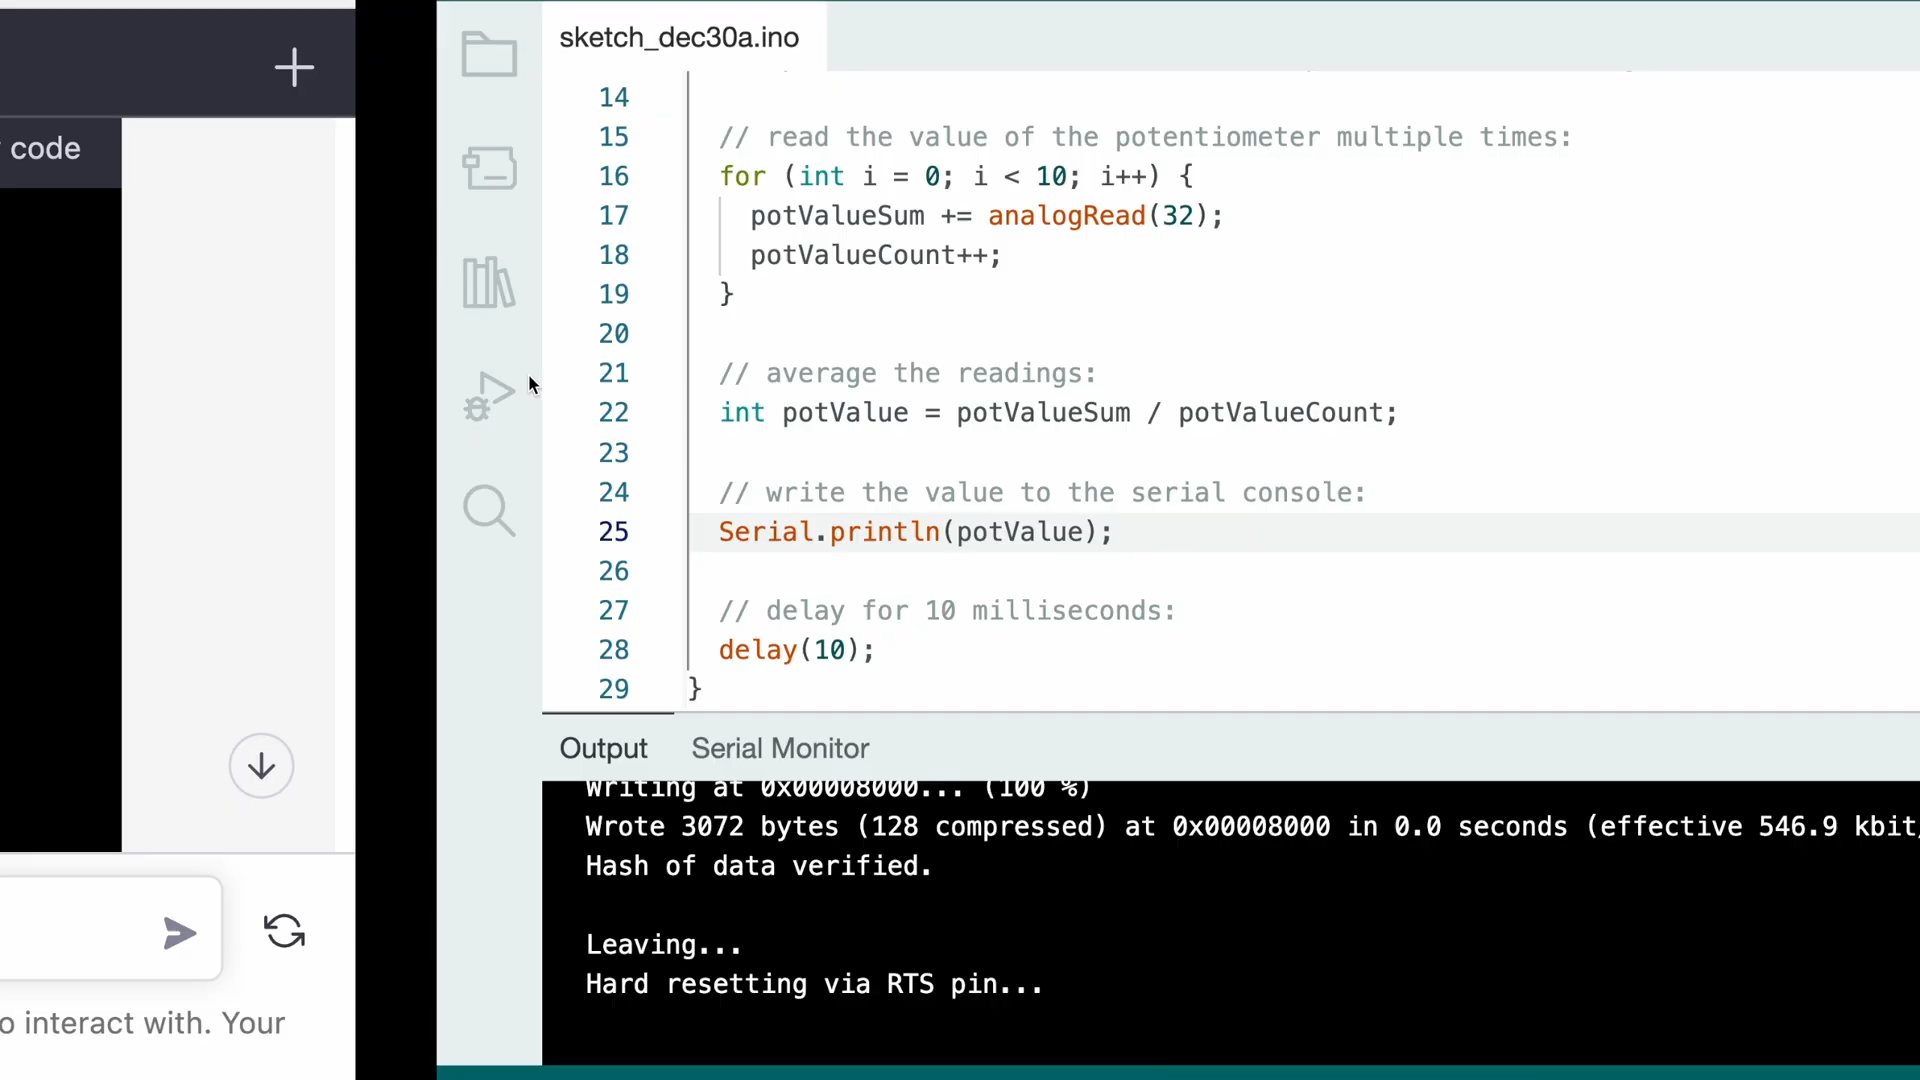 code
o interact with. Your
sketch_dec30a.ino
14
15 // read the value of the potentiometer multiple times:
16 for (int i = 0; i < 10; i++) {
17 potValueSum += analogRead(32);
18 potValueCount++;
19 }
20
21 // average the readings:
22 int potValue = potValueSum / potValueCount;
23
24 // write the value to the serial console:
25 Serial.println(potValue);
26
27 // delay for 10 milliseconds:
28 delay(10);
29 }
Output Serial Monitor
Writing at 0x00008000... (100 %)
Wrote 3072 bytes (128 compressed) at 0x00008000 in 0.0 seconds (effective 546.9 kbit/
Hash of data verified.
Leaving...
Hard resetting via RTS pin...